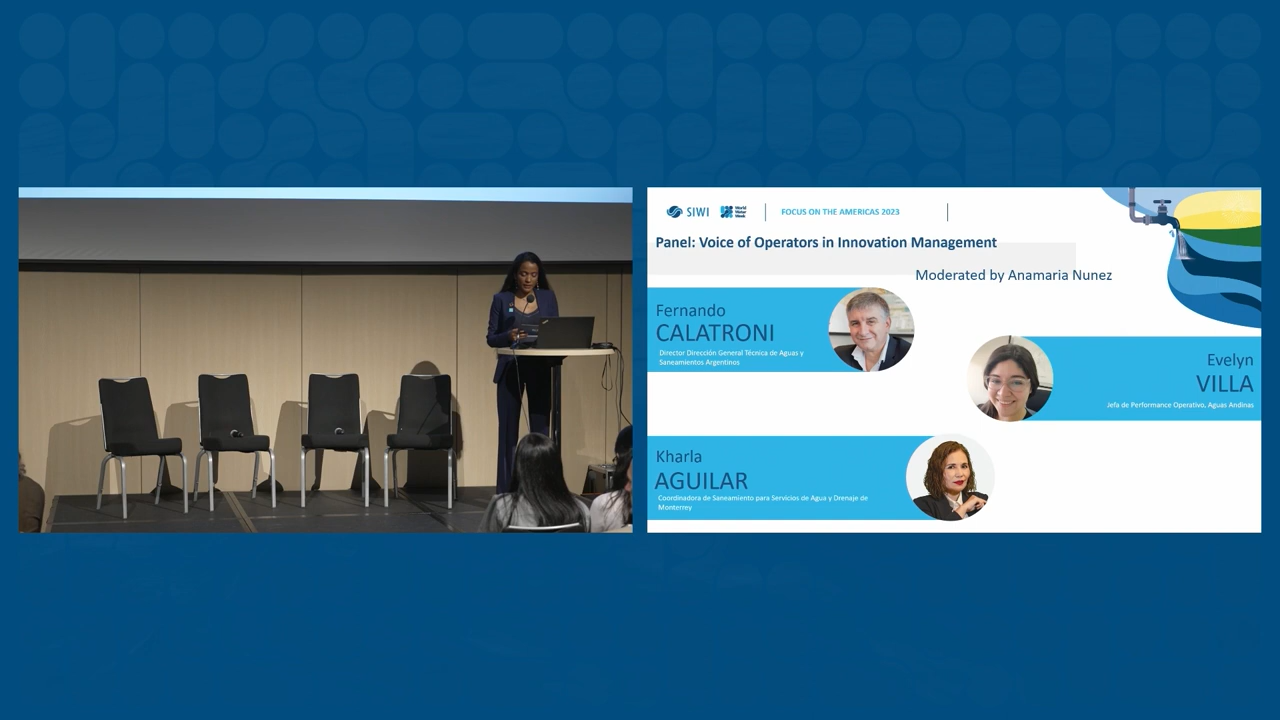 SIWI
World
Water
Week
FOCUS ON THE AMERICAS 2023
Panel: Voice of Operators in Innovation Management
Moderated by Anamaria Nunez
Fernando
CALATRONI
Director Dirección General Técnica de Aguas y
Saneamientos Argentinos
Evelyn
VILLA
Jefa de Performance Operativo, Aguas Andinas
Kharla
AGUILAR
Coordinadora de Saneamiento para Servicios de Agua y Drenaje de
Monterrey